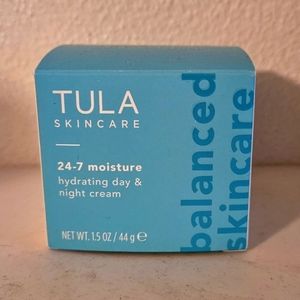 TULA
SKINCARE
24-7 moisture
hydrating day &
night cream
NET WT. 1.5 OZ / 44 g ℮
balanced
skincare